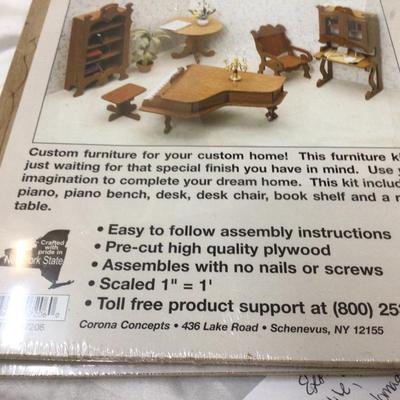 Custom furniture for your custom home! This furniture
just waiting for that special finish you have in mind. Use
imagination to complete your dream home. This kit
piano, piano bench, desk, desk chair, book shelf and a
table.
• Easy to follow assembly instructions
• Pre-cut high quality plywood
• Assembles with no nails or screws
• Scaled 1" = 1'
• Toll free product support at (800)
Crafted
with
pride in
New York State
7206
Corona Concepts • 436 Lake Road • Schenevus, NY 12155